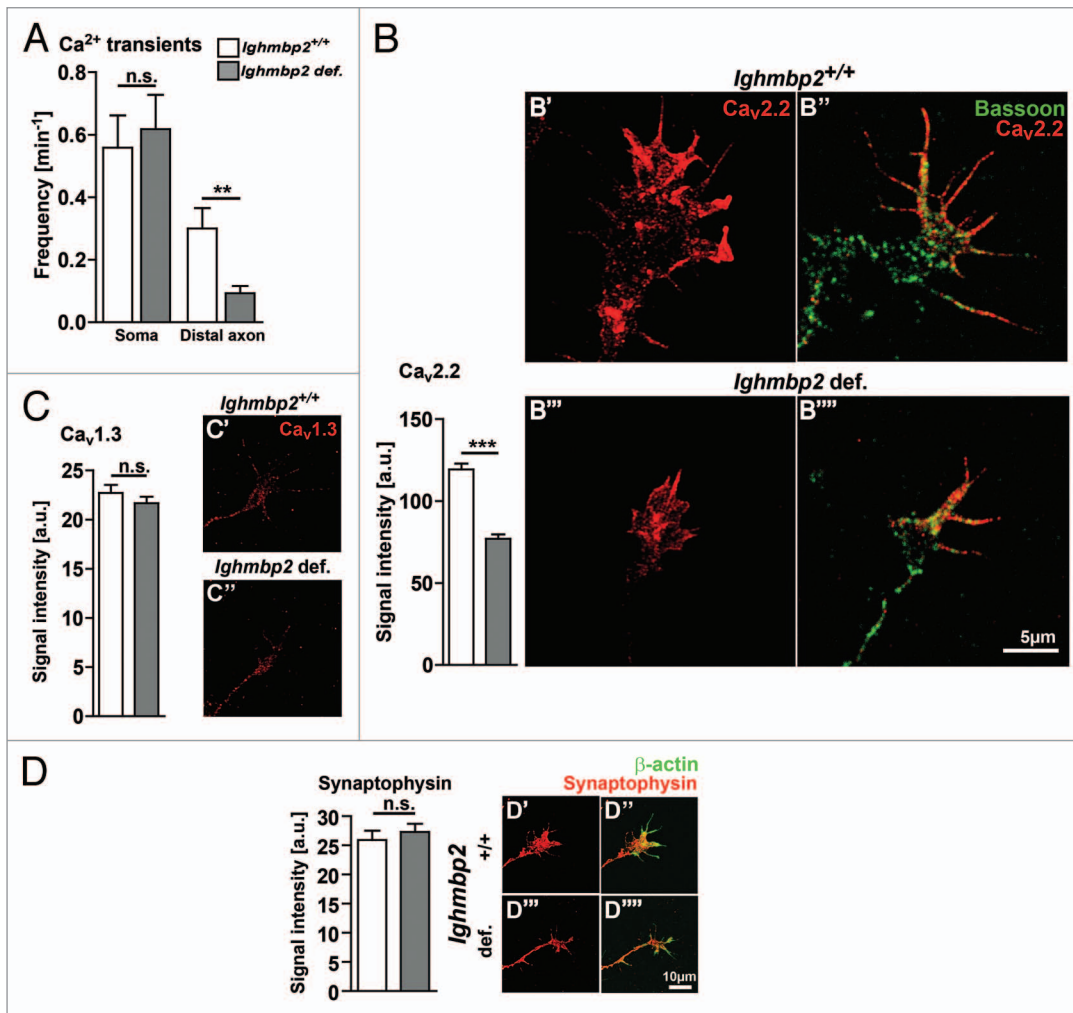 A
Ca2+ transients
Ighmbp2+/+
Ighmbp2 def.
Frequency [min-1]
0.8
0.6
0.4
0.2
0.0
n.s.
**
Soma
Distal axon
B
Ighmbp2+/+
B'
Cav2.2
B''
Bassoon
Cav2.2
Ighmbp2 def.
B'''
B''''
5µm
Cav2.2
Signal intensity [a.u.]
150
100
50
0
***
C
Cav1.3
Signal intensity [a.u.]
25
20
15
10
5
0
n.s.
Ighmbp2+/+
C'
Cav1.3
Ighmbp2 def.
C''
D
Synaptophysin
Signal intensity [a.u.]
30
25
20
15
10
5
0
n.s.
β-actin
Synaptophysin
Ighmbp2
+/+
def.
D'
D''
D'''
D''''
10µm